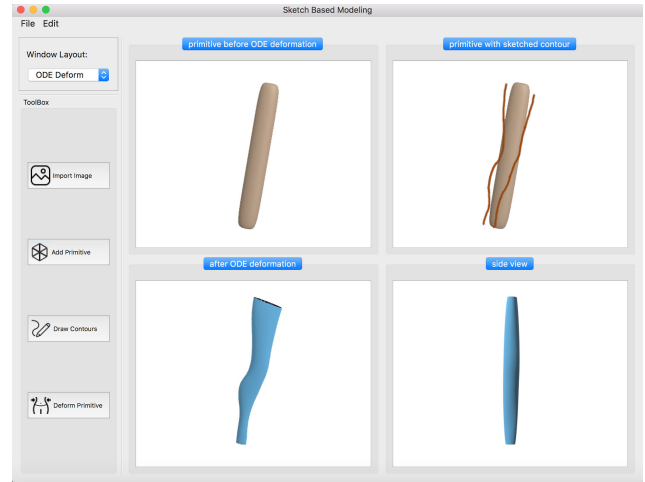 Sketch Based Modeling
File Edit
Window Layout:
ODE Deform
ToolBox
Import Image
Add Primitive
Draw Contours
Deform Primitive
primitive before ODE deformation
primitive with sketched contour
after ODE deformation
side view